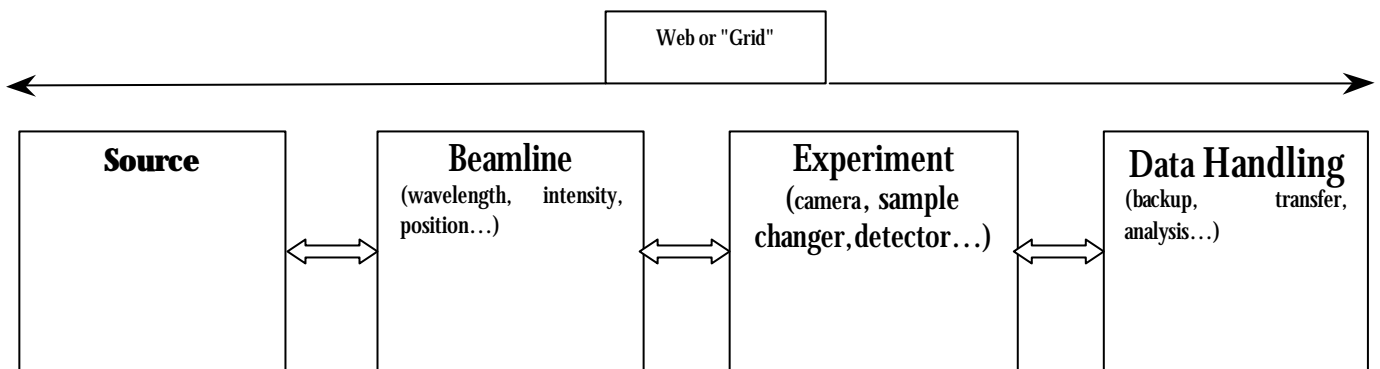 Web or "Grid"
Source
Beamline
(wavelength, intensity,
position…)
Experiment
(camera, sample
changer, detector…)
Data Handling
(backup, transfer,
analysis…)